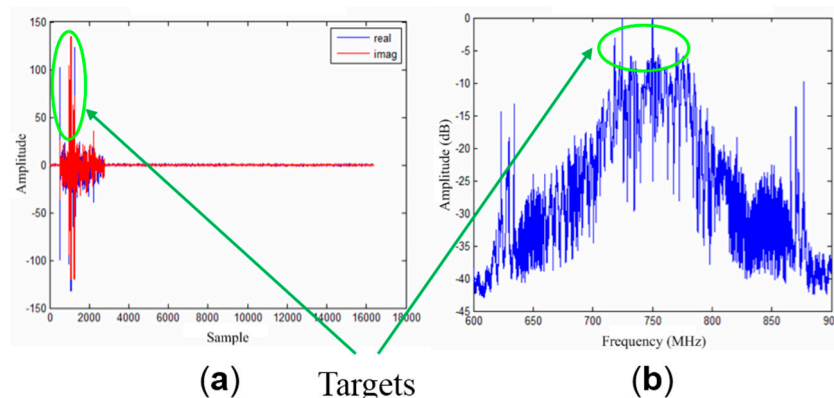 150
100
50
0
-50
-100
-150
Amplitude
real
imag
0 2000 4000 6000 8000 10000 12000 14000 16000 18000
Sample
(a)
0
-5
-10
-15
-20
-25
-30
-35
-40
-45
Amplitude (dB)
600 650 700 750 800 850 900
Frequency (MHz)
(b)
Targets